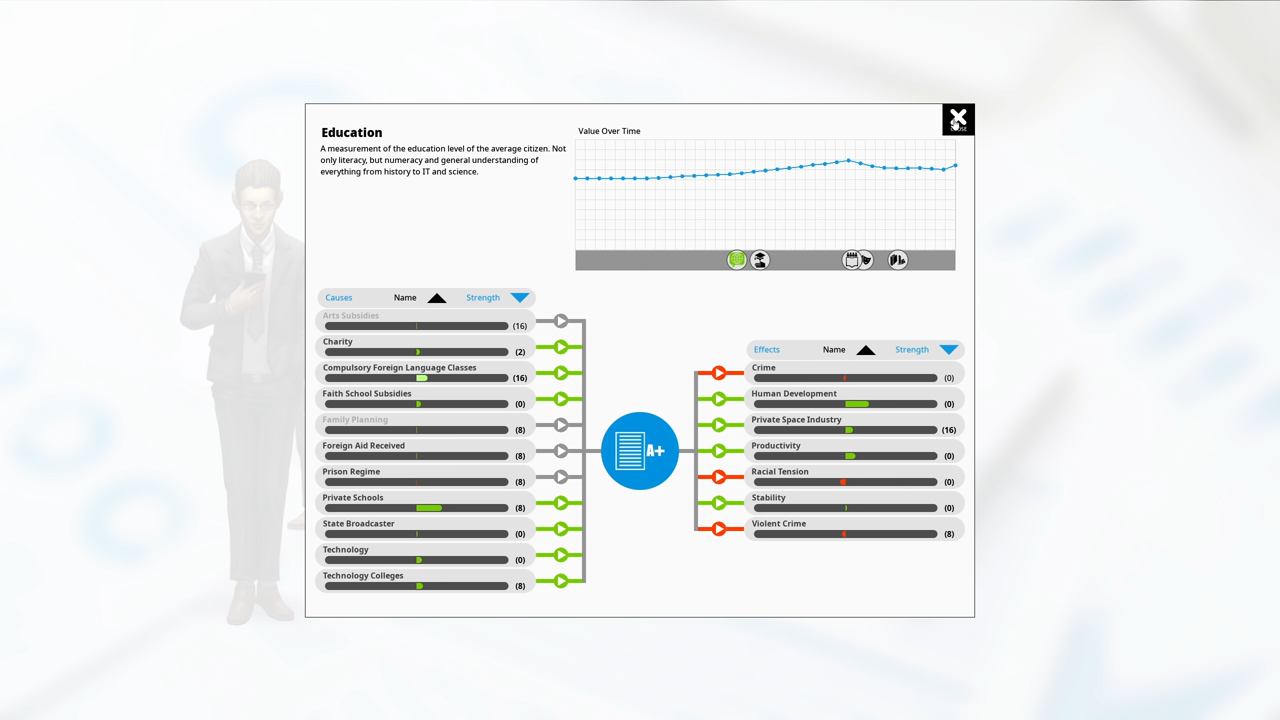 Education
A measurement of the education level of the average citizen. Not
only literacy, but numeracy and general understanding of
everything from history to IT and science.
Value Over Time
Causes Name Strength
Arts Subsidies
(16)
Charity
(2)
Compulsory Foreign Language Classes
(16)
Faith School Subsidies
(0)
Family Planning
(8)
Foreign Aid Received
(8)
Prison Regime
(8)
Private Schools
(8)
State Broadcaster
(0)
Technology
(0)
Technology Colleges
(8)
A+
Effects Name Strength
Crime
(0)
Human Development
(0)
Private Space Industry
(16)
Productivity
(0)
Racial Tension
(0)
Stability
(0)
Violent Crime
(8)